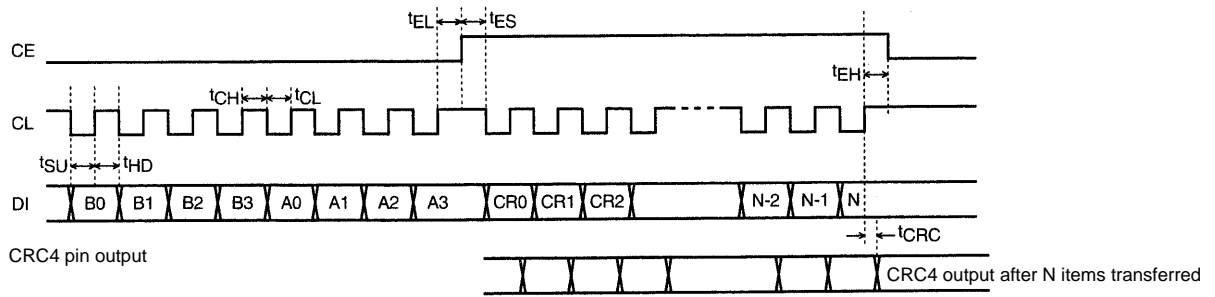 tEL tES
CE
tEH
tCH tCL
CL
tSU tHD
DI B0 B1 B2 B3 A0 A1 A2 A3 CR0 CR1 CR2 N-2 N-1 N
tCRC
CRC4 pin output
CRC4 output after N items transferred